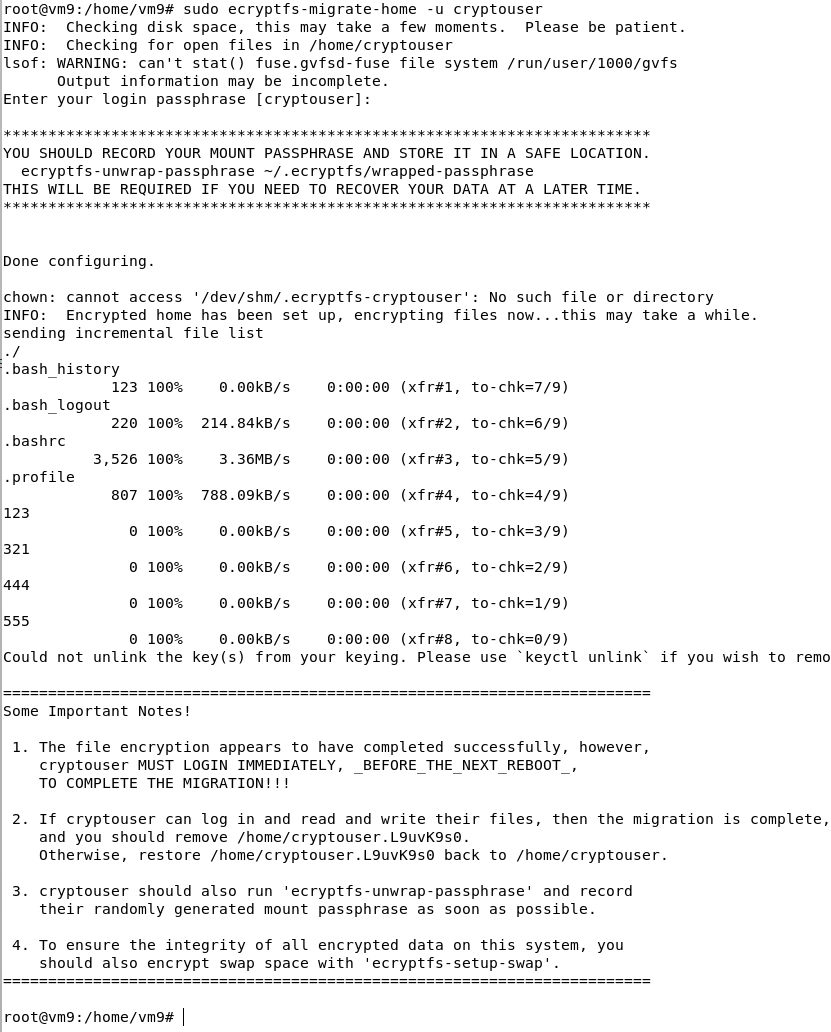 root@vm9:/home/vm9# sudo ecryptfs-migrate-home -u cryptouser
INFO:  Checking disk space, this may take a few moments.  Please be patient.
INFO:  Checking for open files in /home/cryptouser
lsof: WARNING: can't stat() fuse.gvfsd-fuse file system /run/user/1000/gvfs
      Output information may be incomplete.
Enter your login passphrase [cryptouser]:
************************************************************************
YOU SHOULD RECORD YOUR MOUNT PASSPHRASE AND STORE IT IN A SAFE LOCATION.
  ecryptfs-unwrap-passphrase ~/.ecryptfs/wrapped-passphrase
THIS WILL BE REQUIRED IF YOU NEED TO RECOVER YOUR DATA AT A LATER TIME.
************************************************************************
Done configuring.
chown: cannot access '/dev/shm/.ecryptfs-cryptouser': No such file or directory
INFO:  Encrypted home has been set up, encrypting files now...this may take a while.
sending incremental file list
./
.bash_history
            123 100%    0.00kB/s    0:00:00 (xfr#1, to-chk=7/9)
.bash_logout
            220 100%  214.84kB/s    0:00:00 (xfr#2, to-chk=6/9)
.bashrc
          3,526 100%    3.36MB/s    0:00:00 (xfr#3, to-chk=5/9)
.profile
            807 100%  788.09kB/s    0:00:00 (xfr#4, to-chk=4/9)
123
              0 100%    0.00kB/s    0:00:00 (xfr#5, to-chk=3/9)
321
              0 100%    0.00kB/s    0:00:00 (xfr#6, to-chk=2/9)
444
              0 100%    0.00kB/s    0:00:00 (xfr#7, to-chk=1/9)
555
              0 100%    0.00kB/s    0:00:00 (xfr#8, to-chk=0/9)
Could not unlink the key(s) from your keying. Please use `keyctl unlink` if you wish to remo
========================================================================
Some Important Notes!
 1. The file encryption appears to have completed successfully, however,
    cryptouser MUST LOGIN IMMEDIATELY, _BEFORE_THE_NEXT_REBOOT_,
    TO COMPLETE THE MIGRATION!!!
 2. If cryptouser can log in and read and write their files, then the migration is complete,
    and you should remove /home/cryptouser.L9uvK9s0.
    Otherwise, restore /home/cryptouser.L9uvK9s0 back to /home/cryptouser.
 3. cryptouser should also run 'ecryptfs-unwrap-passphrase' and record
    their randomly generated mount passphrase as soon as possible.
 4. To ensure the integrity of all encrypted data on this system, you
    should also encrypt swap space with 'ecryptfs-setup-swap'.
========================================================================
root@vm9:/home/vm9#